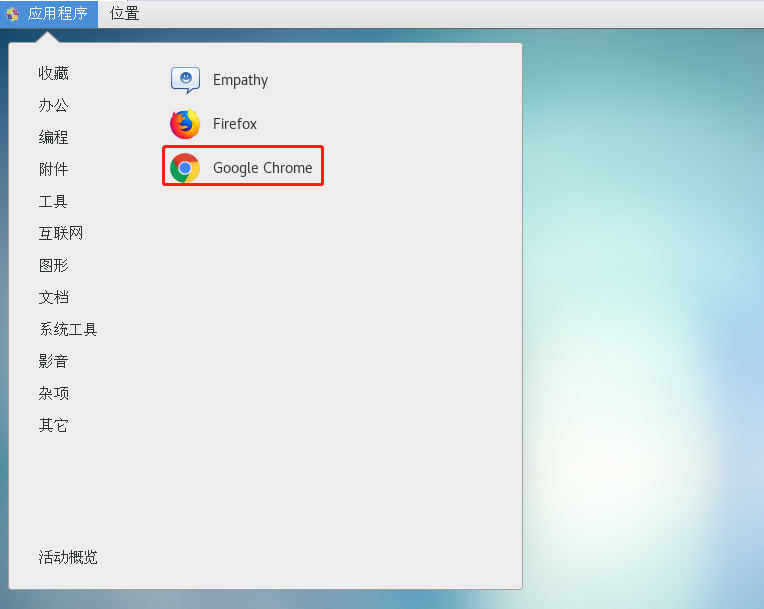 应用程序 位置
收藏
办公
编程
附件
工具
互联网
图形
文档
系统工具
影音
杂项
其它
活动概览
Empathy
Firefox
Google Chrome